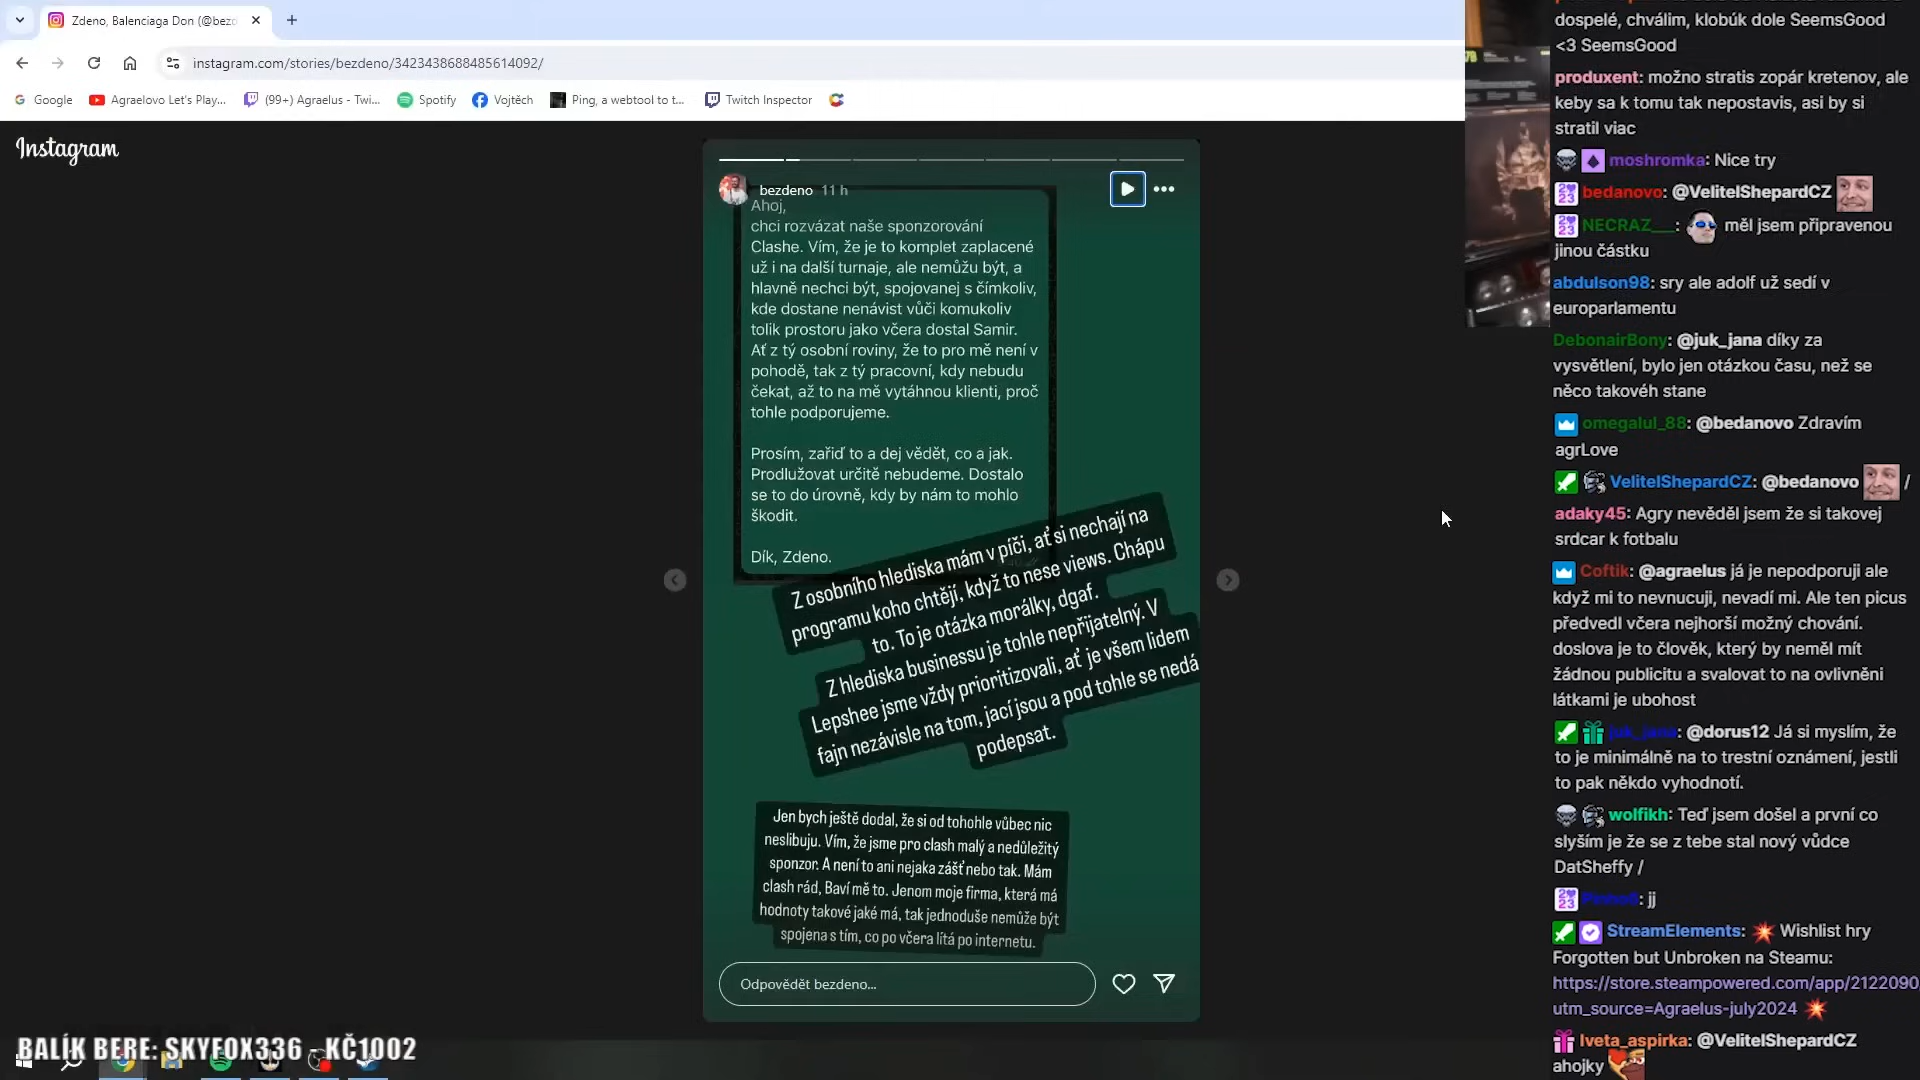 Zdeno, Balenciaga Don (@bezd
instagram.com/stories/bezdeno/3423438688485614092/
Google
Agraelovo Let's Play...
(99+) Agraelus - Twi...
Spotify
Vojtěch
Ping, a webtool to t...
Twitch Inspector
Instagram
bezdeno 11 h
Ahoj,
chci rozvázat naše sponzorování
Clashe. Vím, že je to komplet zaplacené
už i na další turnaje, ale nemůžu být, a
hlavně nechci být, spojovanej s čímkoliv,
kde dostane nenávist vůči komukoliv
tolik prostoru jako včera dostal Samir.
Ať z tý osobní roviny, že to pro mě není v
pohodě, tak z tý pracovní, kdy nebudu
čekat, až to na mě vytáhnou klienti, proč
tohle podporujeme.
Prosím, zařiď to a dej vědět, co a jak.
Prodlužovat určitě nebudeme. Dostalo
se to do úrovně, kdy by nám to mohlo
škodit.
Dík, Zdeno.
Z osobního hlediska mám v píči, ať si nechají na
programu koho chtějí, když to nese views. Chápu
to. To je otázka morálky, dgaf.
Z hlediska businessu je tohle nepřijatelný. V
Lepshee jsme vždy prioritizovali, ať je všem lidem
fajn nezávisle na tom, jací jsou a pod tohle se nedá
podepsat.
Jen bych ještě dodal, že si od tohohle vůbec nic
neslibuju. Vím, že jsme pro clash malý a nedůležitý
sponzor. A není to ani nejaka zášť nebo tak. Mám
clash rád, Baví mě to. Jenom moje firma, která má
hodnoty takové jaké má, tak jednoduše nemůže být
spojena s tím, co po včera lítá po internetu.
Odpovědět bezdeno...
BALÍK BERE: SKYFOX336 - KČ1002
dospelé, chválim, klobúk dole SeemsGood
<3 SeemsGood
produxent: možno stratis zopár kretenov, ale
keby sa k tomu tak nepostavis, asi by si
stratil viac
moshromka: Nice try
bedanovo: @VelitelShepardCZ
NECRAZ___: měl jsem připravenou
jinou částku
abdulson98: sry ale adolf už sedí v
europarlamentu
DebonairBony: @juk_jana díky za
vysvětlení, bylo jen otázkou času, než se
něco takovéh stane
omegalul_88: @bedanovo Zdravím
agrLove
VelitelShepardCZ: @bedanovo /
adaky45: Agry nevěděl jsem že si takovej
srdcar k fotbalu
Coftik: @agraelus já je nepodporuji ale
když mi to nevnucuji, nevadí mi. Ale ten picus
předvedl včera nejhorší možný chování.
doslova je to člověk, který by neměl mít
žádnou publicitu a svalovat to na ovlivněni
látkami je ubohost
juk_jana: @dorus12 Já si myslím, že
to je minimálně na to trestní oznámení, jestli
to pak někdo vyhodnotí.
wolfikh: Teď jsem došel a první co
slyším je že se z tebe stal nový vůdce
DatSheffy /
: jj
StreamElements: Wishlist hry
Forgotten but Unbroken na Steamu:
https://store.steampowered.com/app/2122090
utm_source=Agraelus-july2024
Iveta_aspirka: @VelitelShepardCZ
ahojky